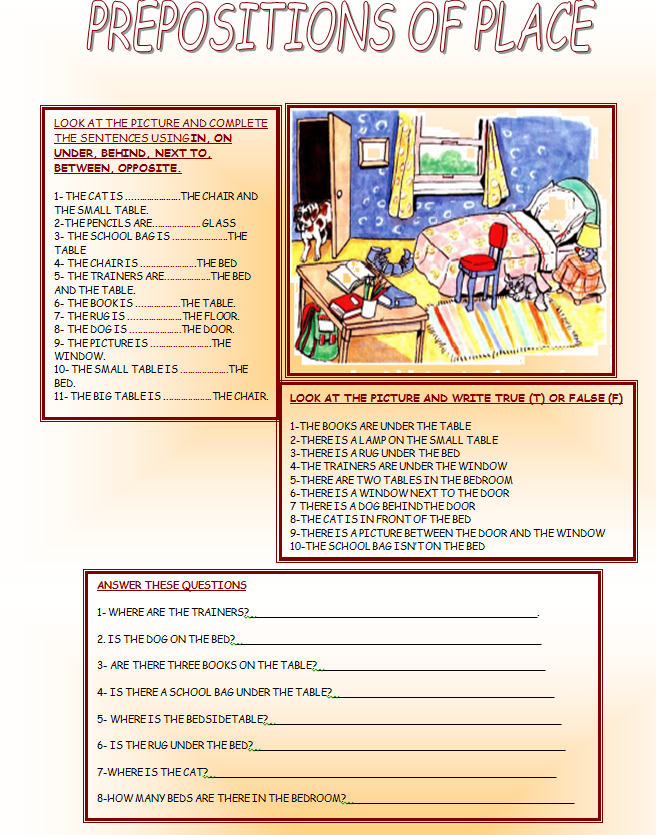 PREPOSITIONS OF PLACE
LOOK AT THE PICTURE AND COMPLETE
THE SENTENCES USING IN, ON
UNDER, BEHIND, NEXT TO,
BETWEEN, OPPOSITE.
1- THE CAT IS .....................THE CHAIR AND
THE SMALL TABLE.
2-THE PENCILS ARE.................. GLASS
3- THE SCHOOL BAG IS .....................THE
TABLE
4- THE CHAIR IS .....................THE BED
5- THE TRAINERS ARE..................THE BED
AND THE TABLE.
6- THE BOOK IS .................THE TABLE.
7- THE RUG IS .....................THE FLOOR.
8- THE DOG IS ....................THE DOOR.
9- THE PICTURE IS .......................THE
WINDOW.
10- THE SMALL TABLE IS ..................THE
BED.
11- THE BIG TABLE IS ...................THE CHAIR.
LOOK AT THE PICTURE AND WRITE TRUE (T) OR FALSE (F)
1-THE BOOKS ARE UNDER THE TABLE
2-THERE IS A LAMP ON THE SMALL TABLE
3-THERE IS A RUG UNDER THE BED
4-THE TRAINERS ARE UNDER THE WINDOW
5-THERE ARE TWO TABLES IN THE BEDROOM
6-THERE IS A WINDOW NEXT TO THE DOOR
7 THERE IS A DOG BEHINDTHE DOOR
8-THE CAT IS IN FRONT OF THE BED
9-THERE IS A PICTURE BETWEEN THE DOOR AND THE WINDOW
10-THE SCHOOL BAG ISN'T ON THE BED
ANSWER THESE QUESTIONS
1- WHERE ARE THE TRAINERS?..______________________.
2. IS THE DOG ON THE BED?..______________________
3- ARE THERE THREE BOOKS ON THE TABLE?..______________________
4- IS THERE A SCHOOL BAG UNDER THE TABLE?..______________________
5- WHERE IS THE BEDSIDETABLE?..______________________
6- IS THE RUG UNDER THE BED?..______________________
7-WHERE IS THE CAT?..______________________
8-HOW MANY BEDS ARE THERE IN THE BEDROOM?..______________________